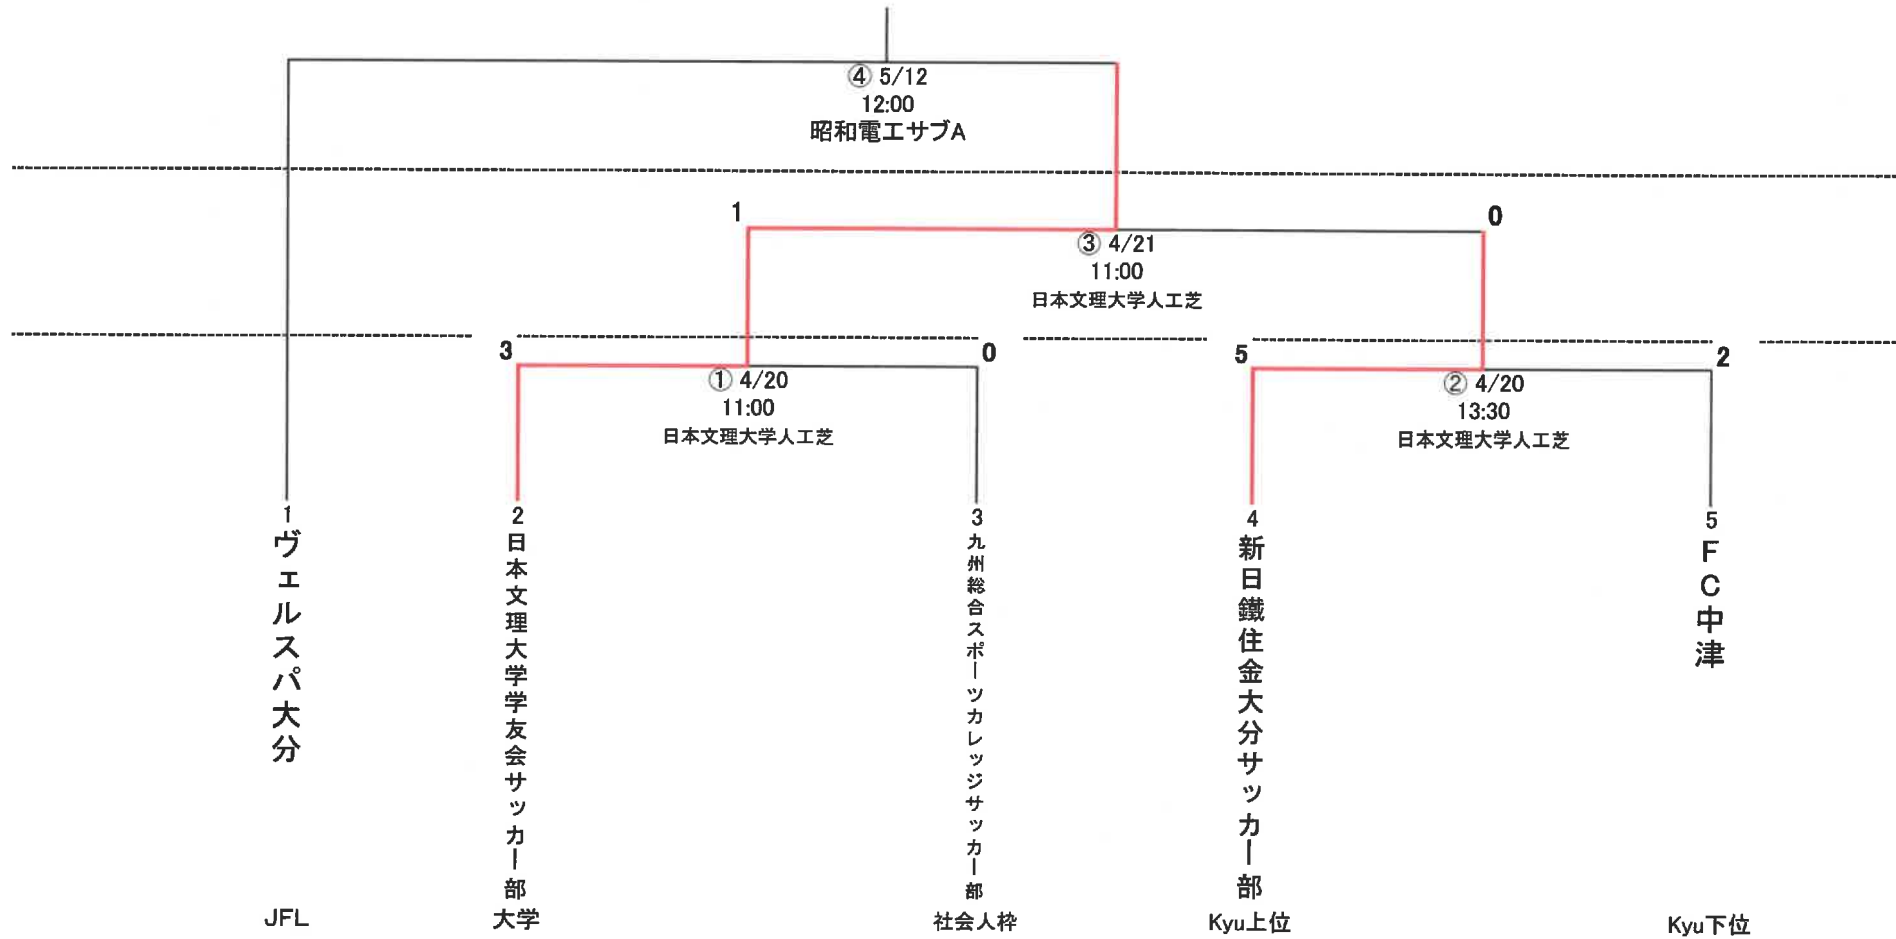 ④ 5/12
12:00
昭和電工サブA
1
0
③ 4/21
11:00
日本文理大学人工芝
3
0
5
2
① 4/20
11:00
日本文理大学人工芝
② 4/20
13:30
日本文理大学人工芝
1
ヴェルスパ大分
2
日本文理大学学友会サッカー部
3
九州総合スポーツカレッジサッカー部
4
新日鐵住金大分サッカー部
5
FC中津
JFL
大学
社会人枠
Kyu上位
Kyu下位